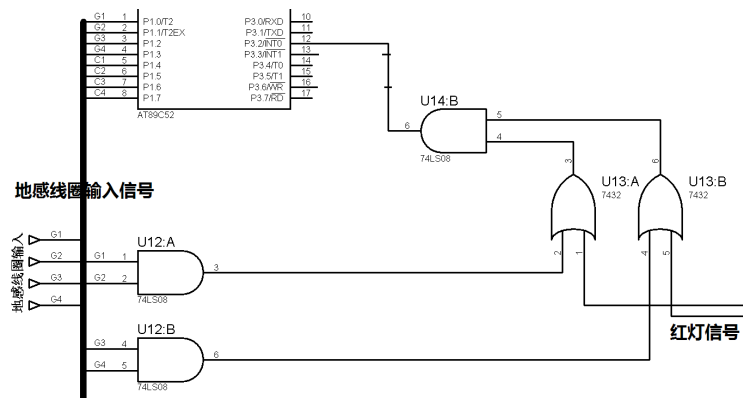 G1 1 P1.0/T2 P3.0/RXD 10
G2 2 P1.1/T2EX P3.1/TXD 11
G3 3 P1.2 P3.2/INT0 12
G4 4 P1.3 P3.3/INT1 13
C1 5 P1.4 P3.4/T0 14
C2 6 P1.5 P3.5/T1 15
C3 7 P1.6 P3.6/WR 16
C4 8 P1.7 P3.7/RD 17
AT89C52
U14:B
6 5
4
74LS08
3 6
U13:A
7432
U13:B
7432
2 1 4 5
地感线圈输入信号
地感线圈输入
G1
G2
G3
G4
U12:A
G1 1
G2 2
3
74LS08
U12:B
G3 4
G4 5
6
74LS08
红灯信号